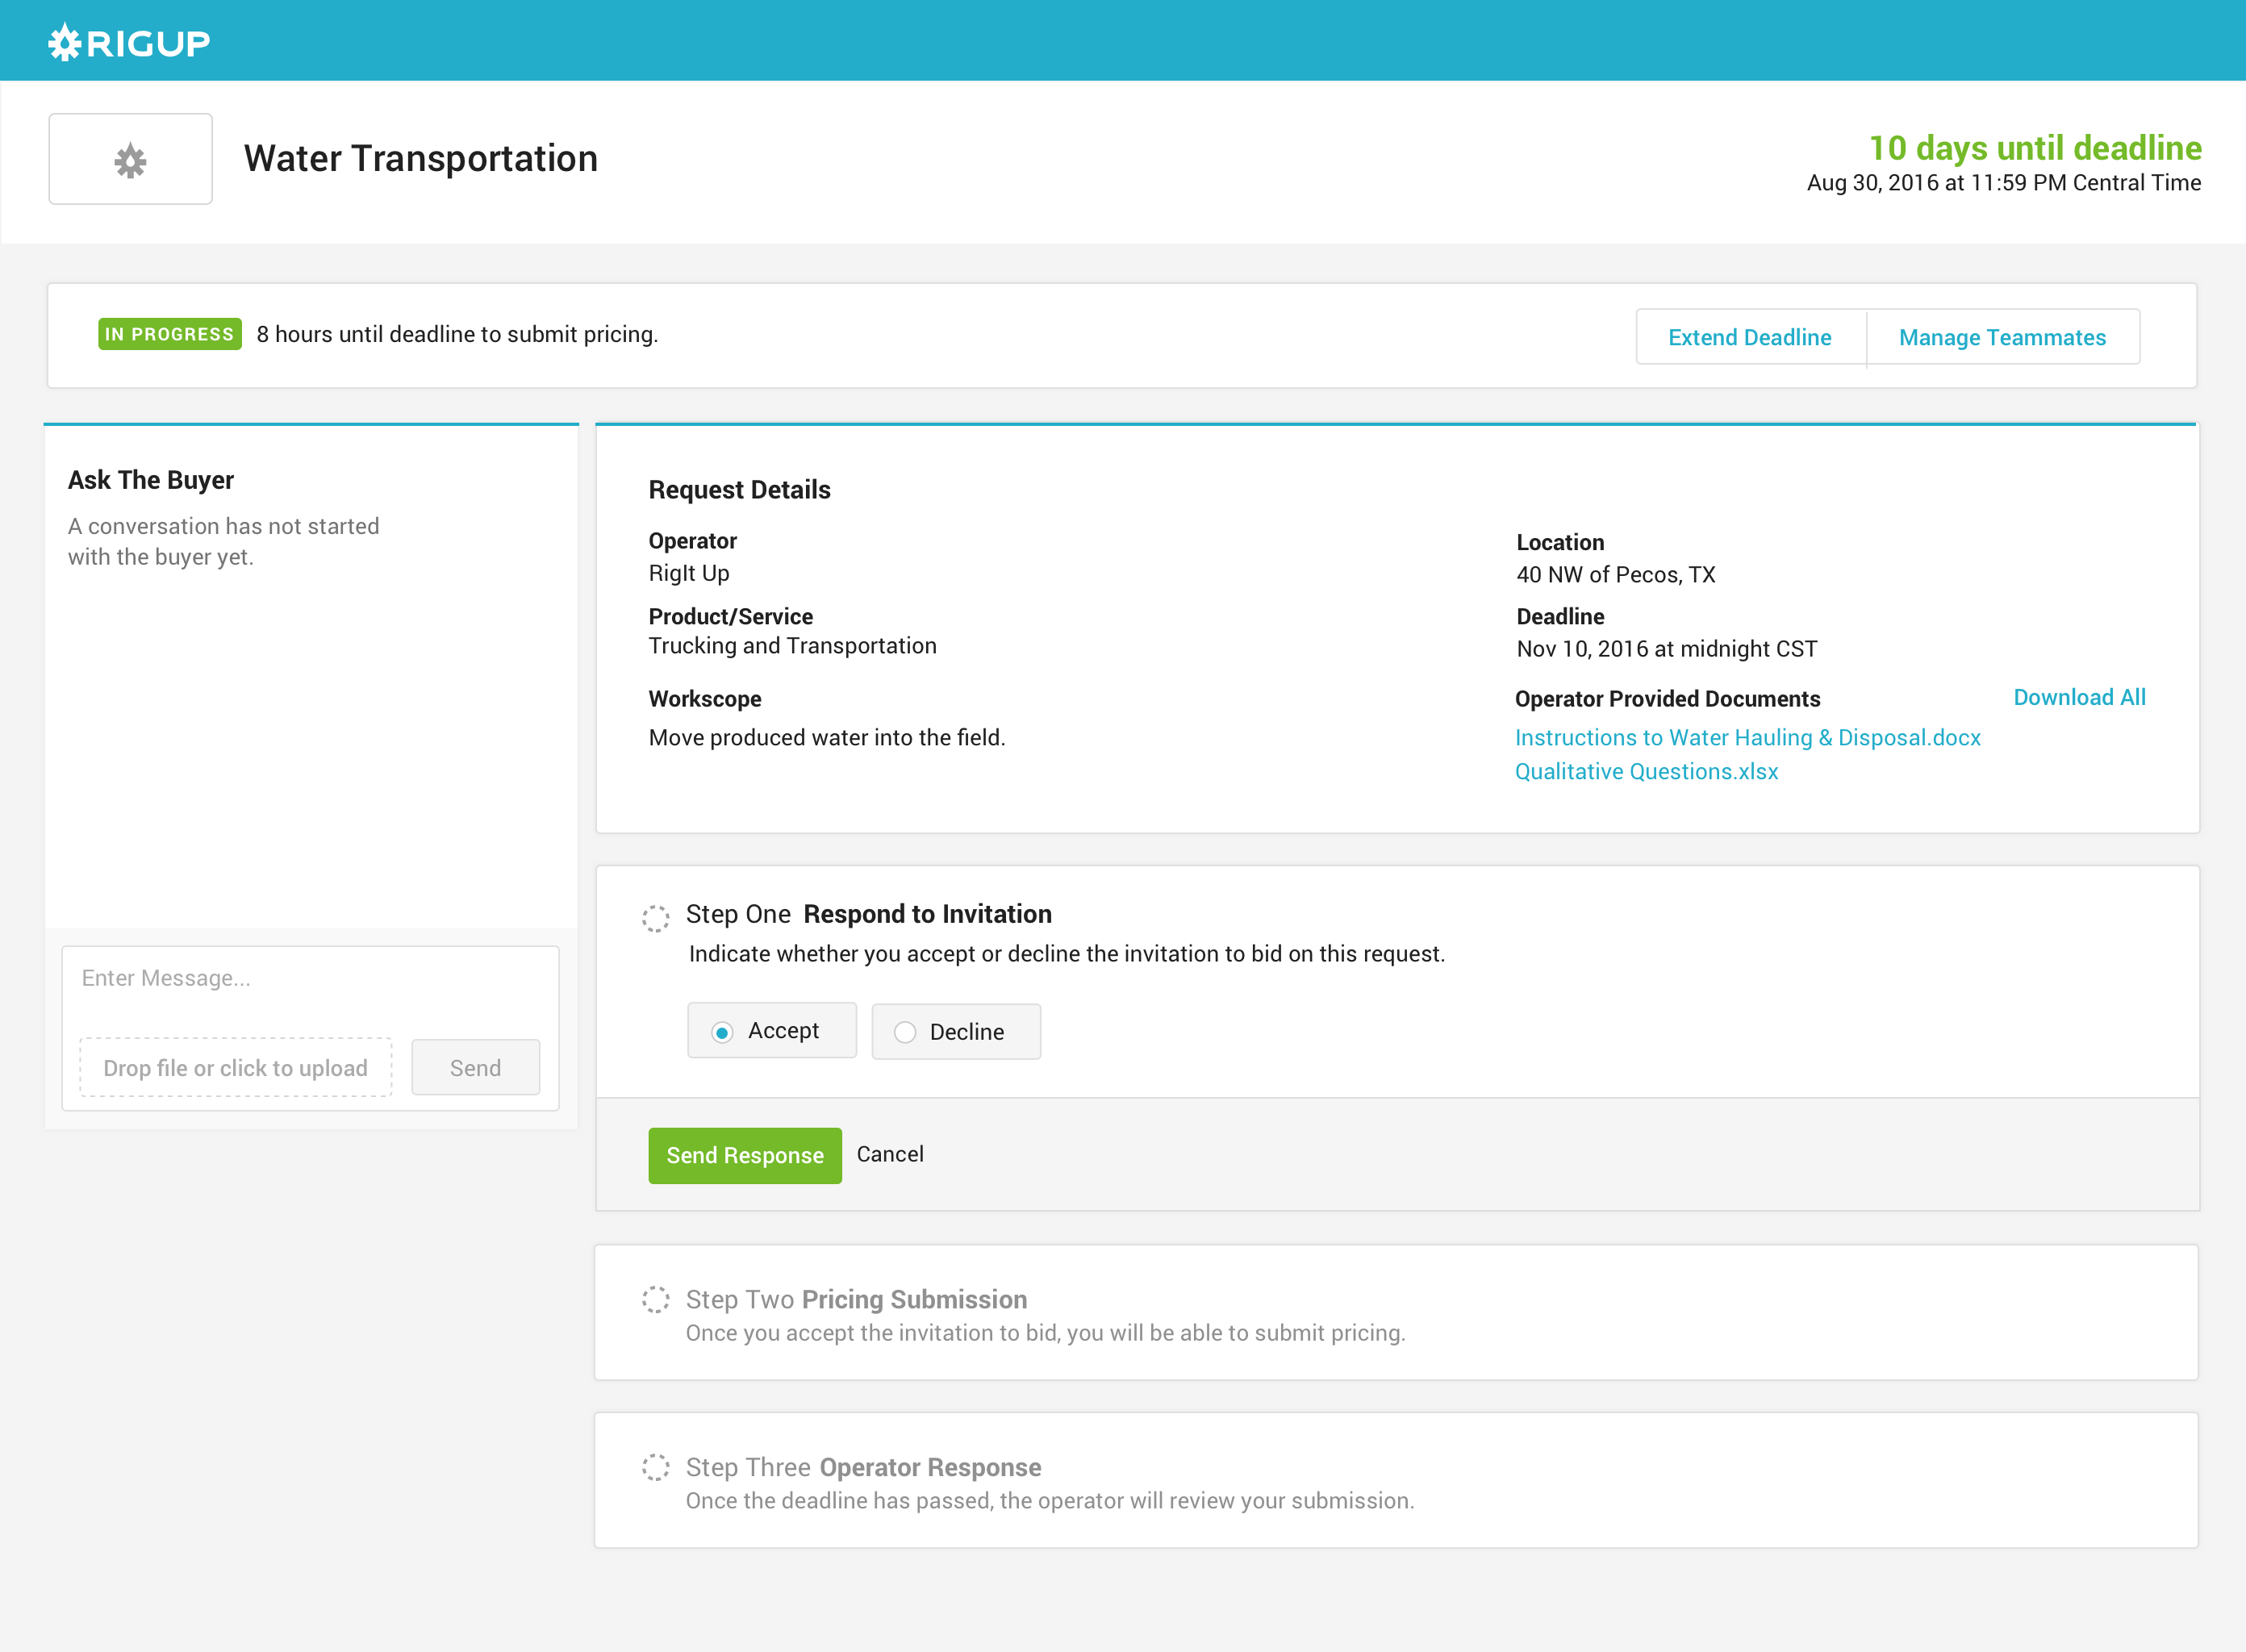 RIGUP
Water Transportation
10 days until deadline
Aug 30, 2016 at 11:59 PM Central Time
IN PROGRESS 8 hours until deadline to submit pricing.
Extend Deadline
Manage Teammates
Ask The Buyer
A conversation has not started
with the buyer yet.
Enter Message...
Drop file or click to upload
Send
Request Details
Operator
RigIt Up
Product/Service
Trucking and Transportation
Workscope
Move produced water into the field.
Location
40 NW of Pecos, TX
Deadline
Nov 10, 2016 at midnight CST
Operator Provided Documents
Download All
Instructions to Water Hauling & Disposal.docx
Qualitative Questions.xlsx
Step One Respond to Invitation
Indicate whether you accept or decline the invitation to bid on this request.
Accept
Decline
Send Response
Cancel
Step Two Pricing Submission
Once you accept the invitation to bid, you will be able to submit pricing.
Step Three Operator Response
Once the deadline has passed, the operator will review your submission.